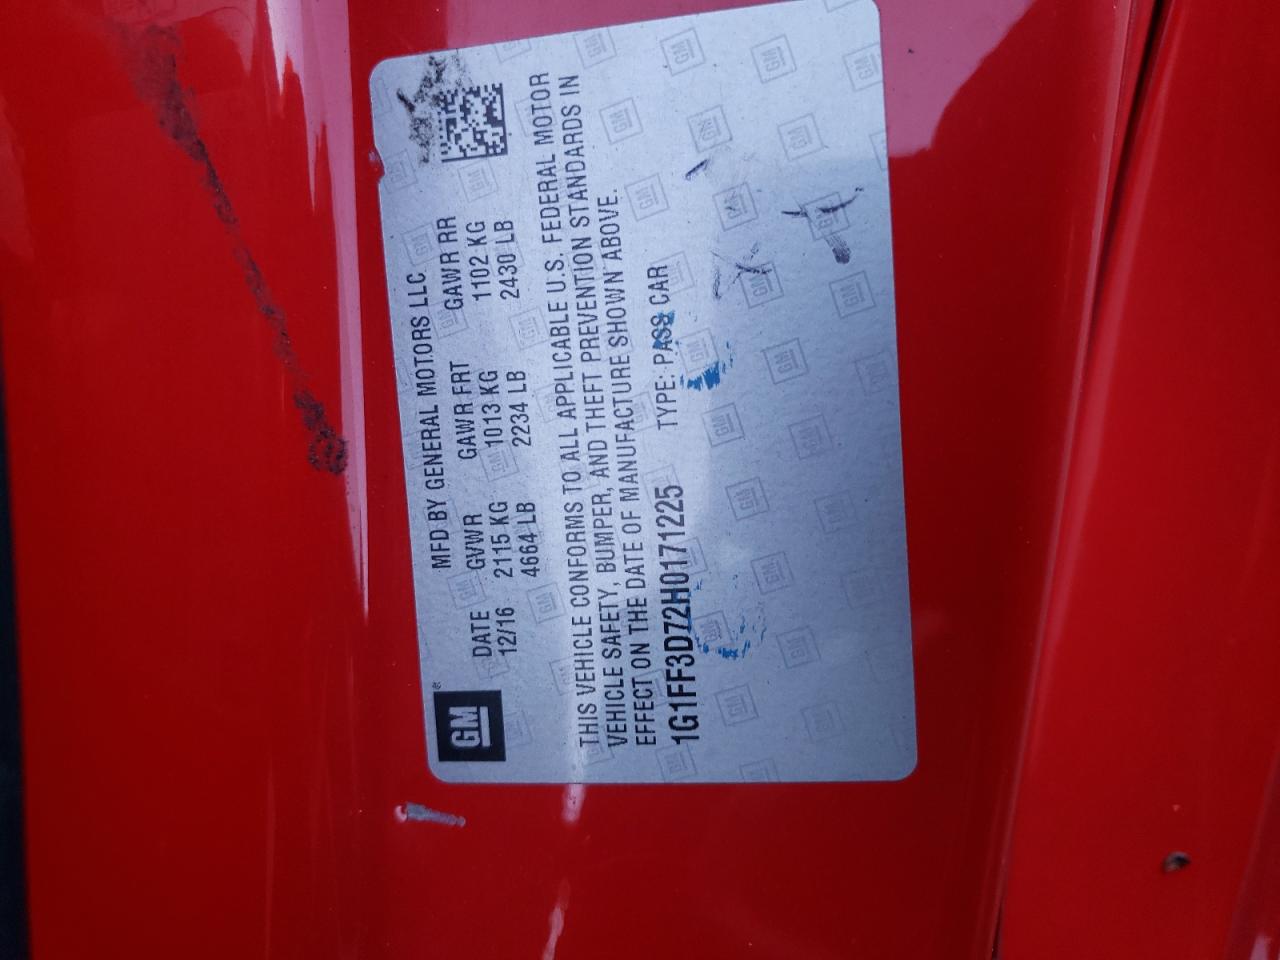 MFD BY GENERAL MOTORS LLC
GM®
DATE GVWR GAWR FRT GAWR RR
12/16 2115 KG 1013 KG 1102 KG
4664 LB 2234 LB 2430 LB
THIS VEHICLE CONFORMS TO ALL APPLICABLE U.S. FEDERAL MOTOR
VEHICLE SAFETY, BUMPER, AND THEFT PREVENTION STANDARDS IN
EFFECT ON THE DATE OF MANUFACTURE SHOWN ABOVE.
1G1FF3D72H0171225 TYPE: PASS CAR